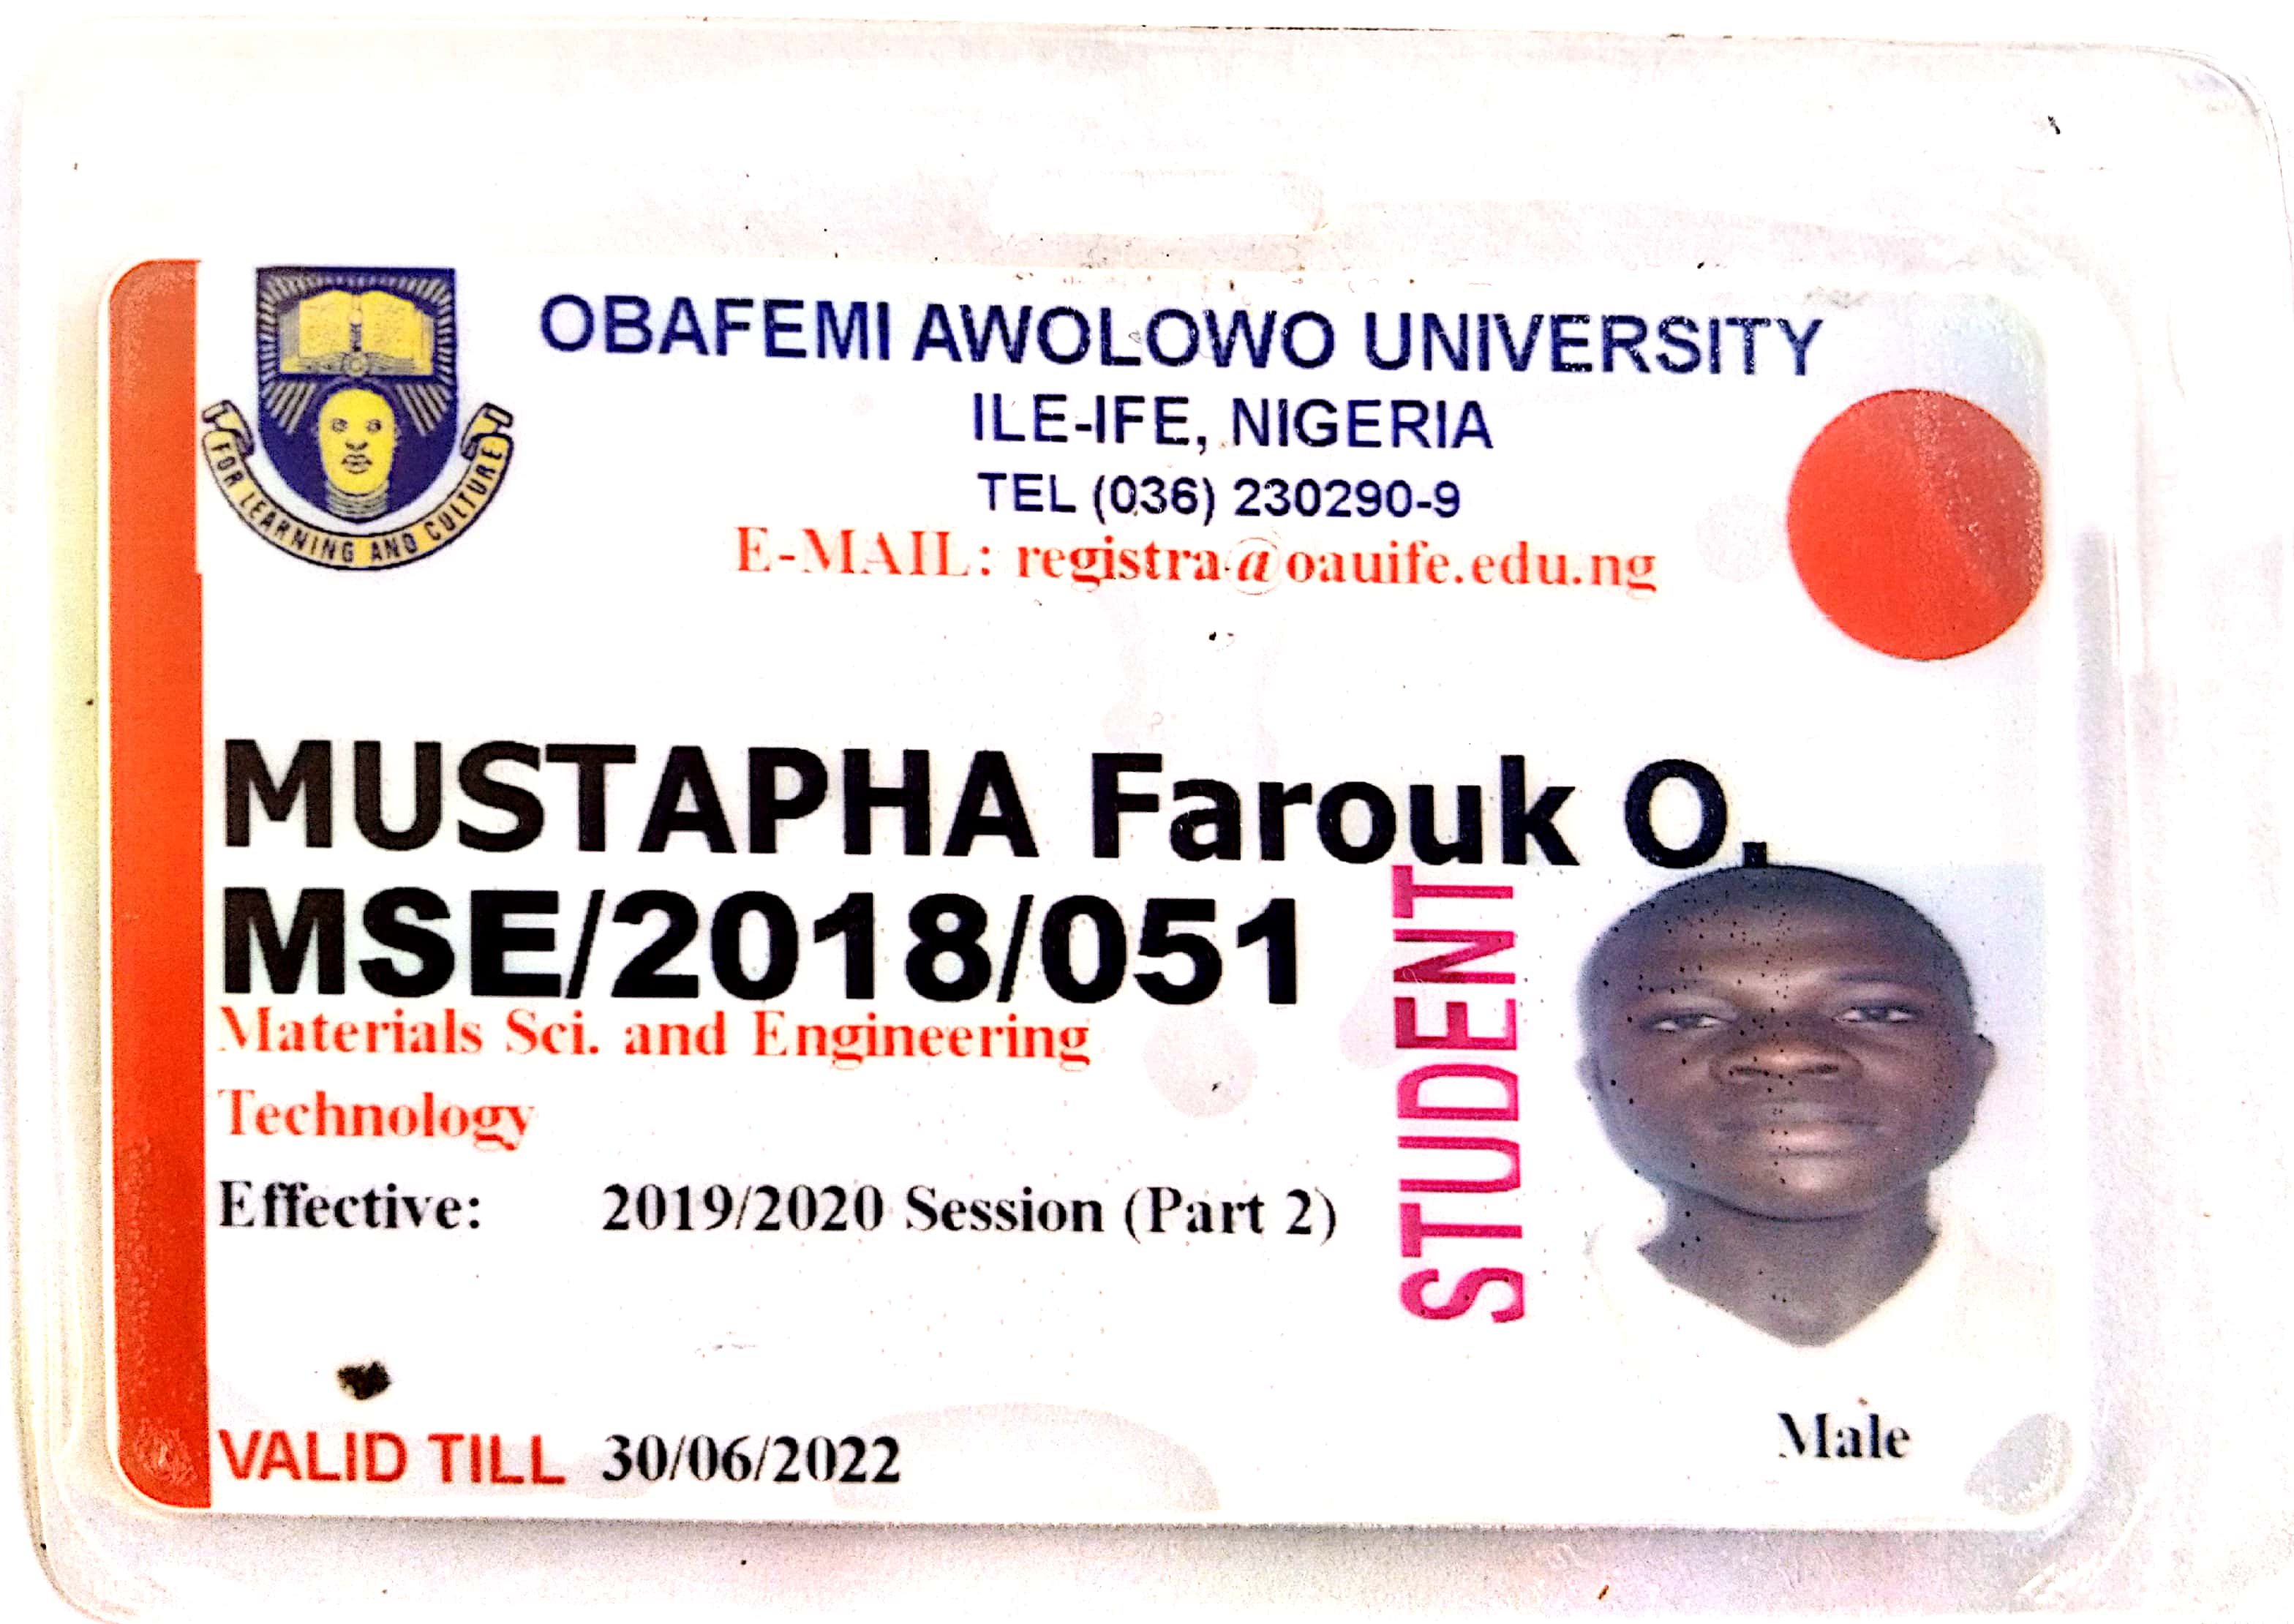 FOR LEARNING AND CULTURE
OBAFEMI AWOLOWO UNIVERSITY
ILE-IFE, NIGERIA
TEL (036) 230290-9
E-MAIL: registra@oauife.edu.ng
MUSTAPHA Farouk O.
MSE/2018/051
Materials Sci. and Engineering
Technology
Effective: 2019/2020 Session (Part 2)
STUDENT
Male
VALID TILL 30/06/2022